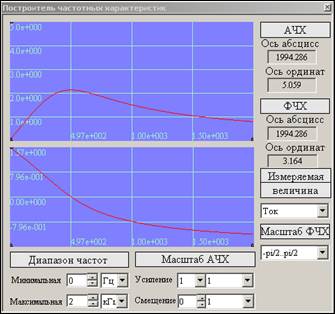 Построитель частотных характеристик
5.0e+000
4.0e+000
3.0e+000
2.0e+000
1.0e+000
4.97e+002
1.00e+003
1.50e+003
1.57e+000
7.96e-001
0.00e+000
-7.96e-001
4.97e+002
1.00e+003
1.50e+003
АЧХ
Ось абсцисс
1994.286
Ось ординат
5.059
ФЧХ
Ось абсцисс
1994.286
Ось ординат
3.164
Измеряемая
величина
Ток
Масштаб ФЧХ
-pi/2..pi/2
Диапазон частот
Минимальная 0 Гц
Максимальная 2 кГц
Масштаб АЧХ
Усиление 1 1
Смещение 0 1